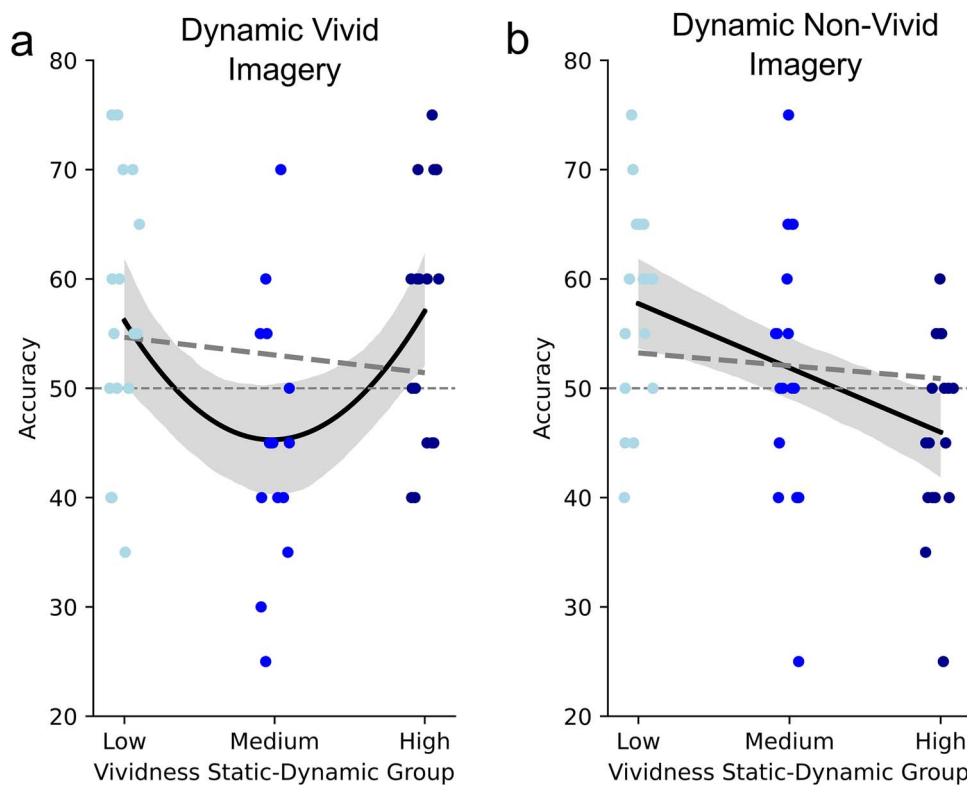 a
Dynamic Vivid
Imagery
80
70
60
50
40
30
20
Accuracy
Low
Medium
High
Vividness Static-Dynamic Group
b
Dynamic Non-Vivid
Imagery
80
70
60
50
40
30
20
Accuracy
Low
Medium
High
Vividness Static-Dynamic Group